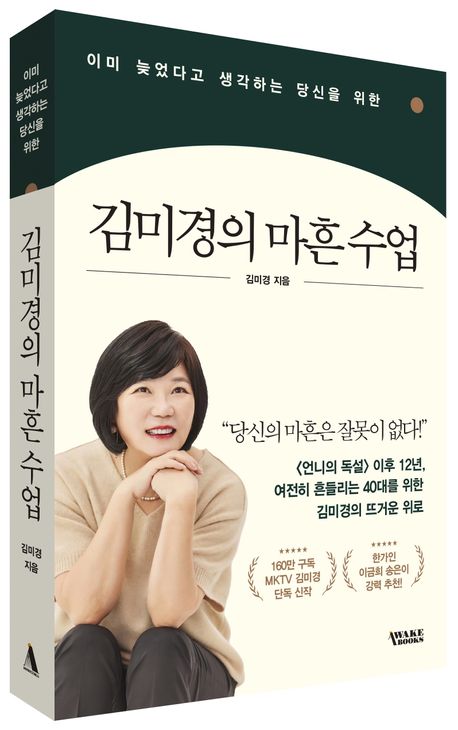 이미
늦었다고
생각하는
당신을
위한
김미경의 마흔 수업
김미경
지음
이미 늦었다고 생각하는 당신을 위한
김미경의 마흔 수업
김미경 지음
“당신의 마흔은 잘못이 없다!”
〈언니의 독설〉 이후 12년,
여전히 흔들리는 40대를 위한
김미경의 뜨거운 위로
160만 구독
MKTV 김미경
단독 신작
한가인
이금희 송은이
강력 추천!
AWAKE
BOOKS